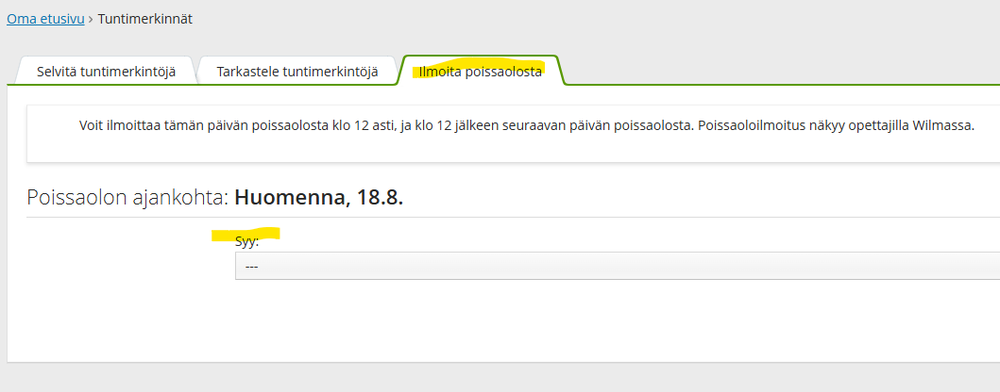 Oma etusivu › Tuntimerkinnät
Selvitä tuntimerkintöjä Tarkastele tuntimerkintöjä Ilmoita poissaolosta
Voit ilmoittaa tämän päivän poissaolosta klo 12 asti, ja klo 12 jälkeen seuraavan päivän poissaolosta. Poissaoloilmoitus näkyy opettajilla Wilmassa.
Poissaolon ajankohta: Huomenna, 18.8.
Syy:
---